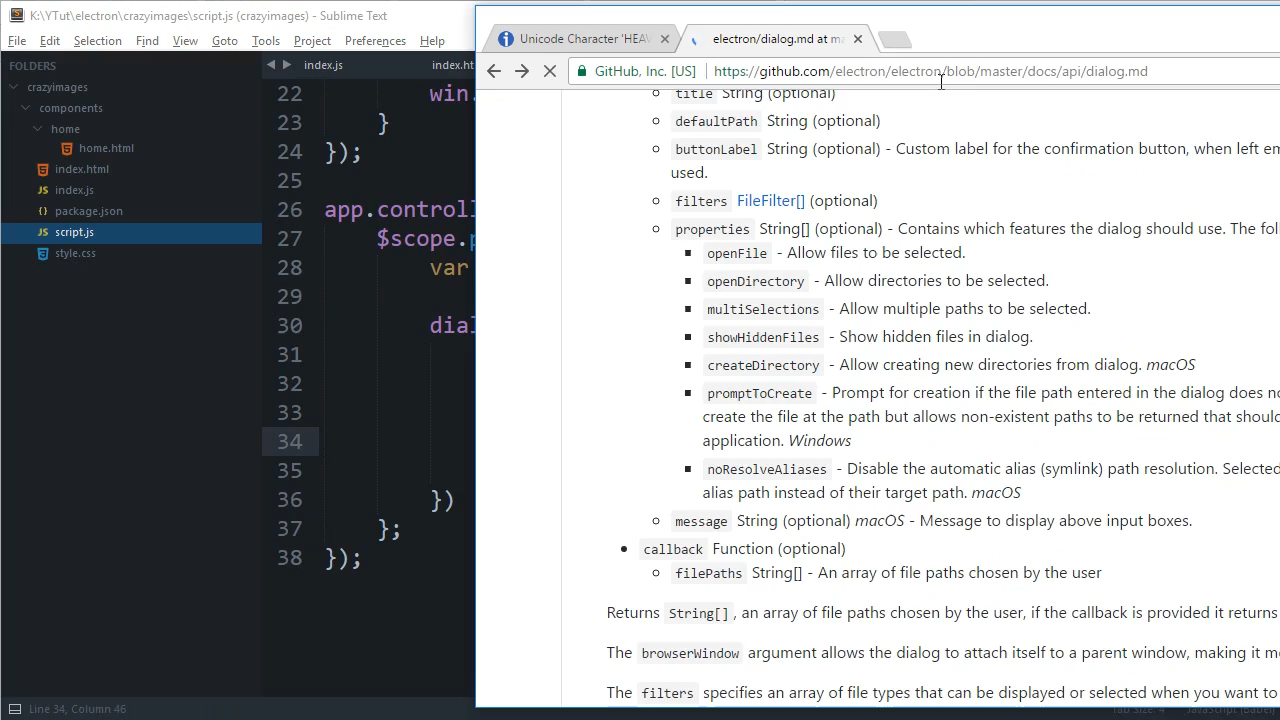 K:\YTut\electron\crazyimages\script.js (crazyimages) - Sublime Text
File Edit Selection Find View Goto Tools Project Preferences Help
FOLDERS
crazyimages
components
home
home.html
index.html
index.js
package.json
script.js
style.css
index.js index.ht
22 win.
23 }
24 });
25
26 app.control
27 $scope.
28 var
29
30 dial
31
32
33
34
35
36 })
37 };
38 });
Line 34, Column 46
Unicode Character 'HEAV
electron/dialog.md at ma
GitHub, Inc. [US] https://github.com/electron/electron/blob/master/docs/api/dialog.md
title String (optional)
defaultPath String (optional)
buttonLabel String (optional) - Custom label for the confirmation button, when left em
used.
filters FileFilter[] (optional)
properties String[] (optional) - Contains which features the dialog should use. The fol
openFile - Allow files to be selected.
openDirectory - Allow directories to be selected.
multiSelections - Allow multiple paths to be selected.
showHiddenFiles - Show hidden files in dialog.
createDirectory - Allow creating new directories from dialog. macOS
promptToCreate - Prompt for creation if the file path entered in the dialog does no
create the file at the path but allows non-existent paths to be returned that shoul
application. Windows
noResolveAliases - Disable the automatic alias (symlink) path resolution. Selected
alias path instead of their target path. macOS
message String (optional) macOS - Message to display above input boxes.
callback Function (optional)
filePaths String[] - An array of file paths chosen by the user
Returns String[], an array of file paths chosen by the user, if the callback is provided it returns
The browserWindow argument allows the dialog to attach itself to a parent window, making it m
The filters specifies an array of file types that can be displayed or selected when you want to